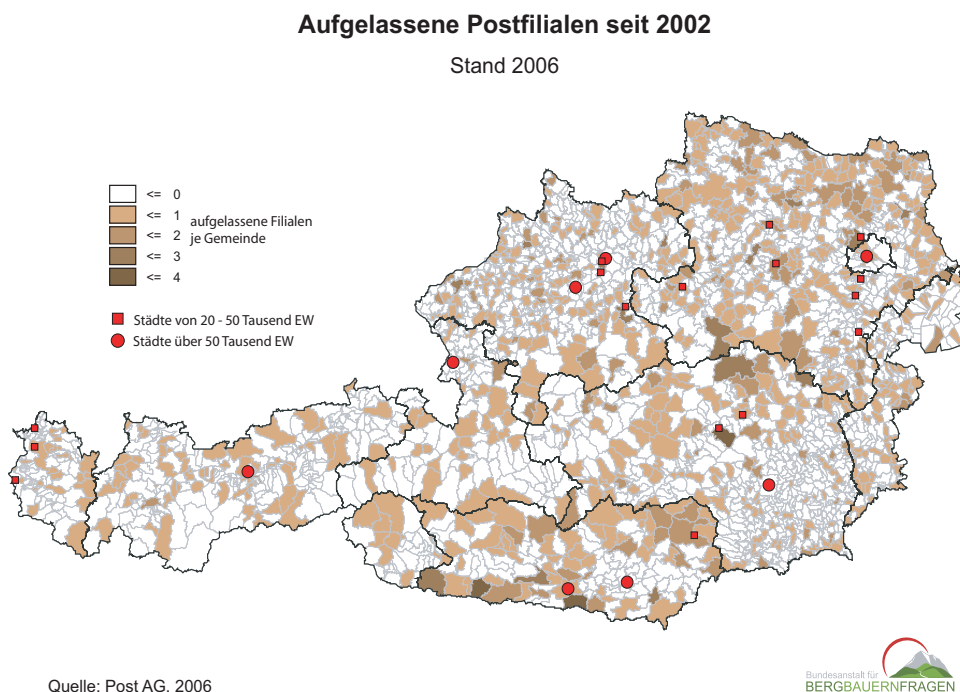 Aufgelassene Postfilialen seit 2002
Stand 2006
<= 0
<= 1
<= 2
<= 3
<= 4
aufgelassene Filialen
je Gemeinde
Städte von 20 - 50 Tausend EW
Städte über 50 Tausend EW
Quelle: Post AG, 2006
Bundesanstalt für
BERGBAUERNFRAGEN